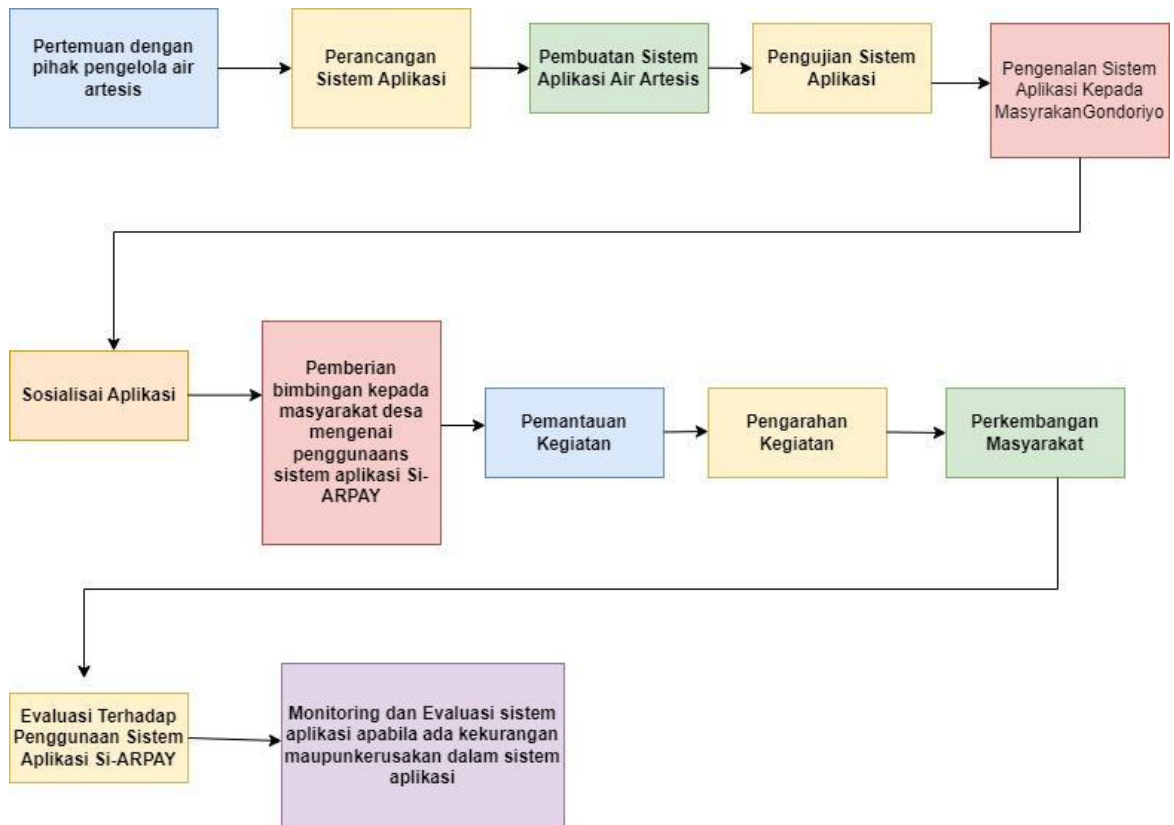 Pertemuan dengan
pihak pengelola air
artesis
Perancangan
Sistem Aplikasi
Pembuatan Sistem
Aplikasi Air Artesis
Pengujian Sistem
Aplikasi
Pengenalan Sistem
Aplikasi Kepada
MasyrakanGondoriyo
Sosialisai Aplikasi
Pemberian
bimbingan kepada
masyarakat desa
mengenai
penggunaans
sistem aplikasi Si-
ARPAY
Pemantauan
Kegiatan
Pengarahan
Kegiatan
Perkembangan
Masyarakat
Evaluasi Terhadap
Penggunaan Sistem
Aplikasi Si-ARPAY
Monitoring dan Evaluasi sistem
aplikasi apabila ada kekurangan
maupunkerusakan dalam sistem
aplikasi